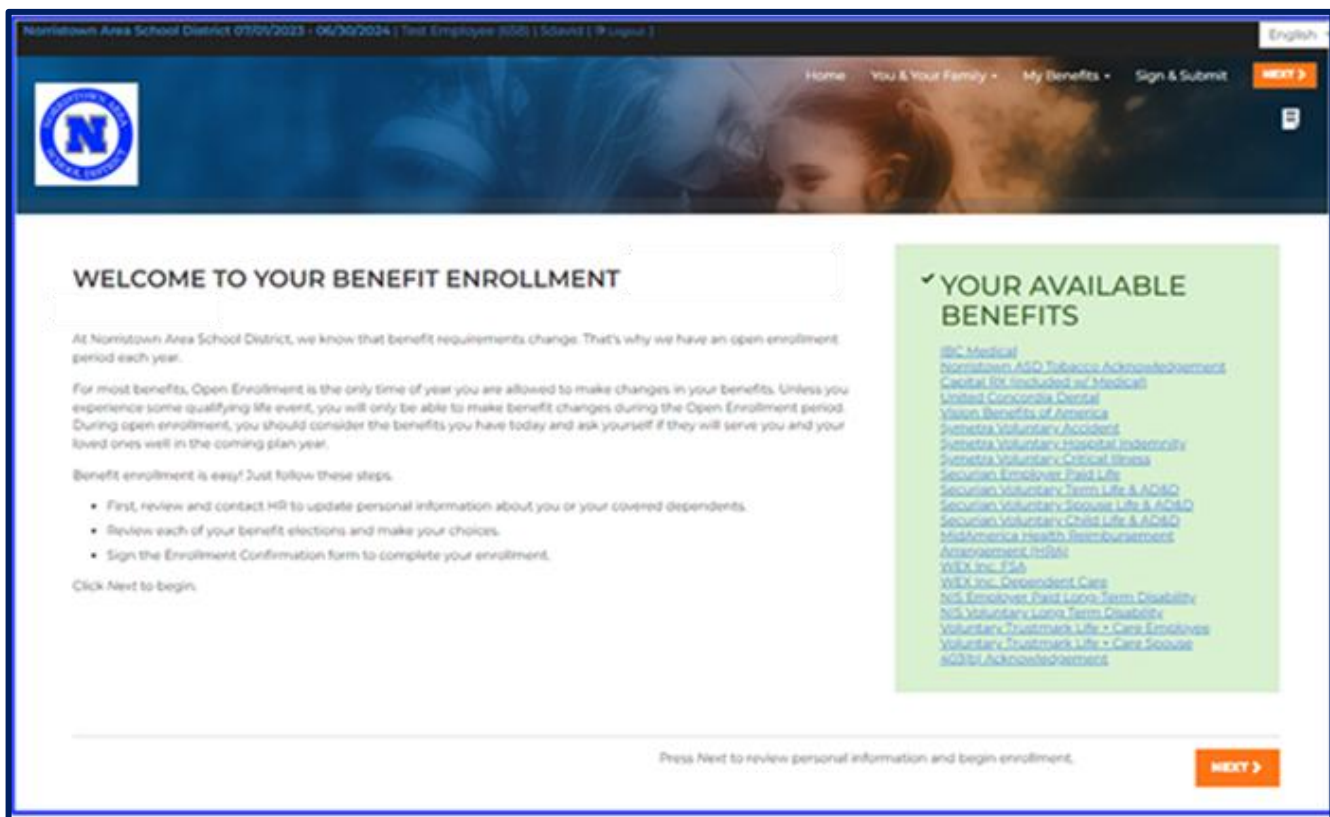 Norristown Area School District 07/01/2023 - 06/30/2024 | Test Employee (658) | Sdavid | Logout
English
Home You & Your Family My Benefits Sign & Submit NEXT >
NORRISTOWN AREA
N
SCHOOL DISTRICT
WELCOME TO YOUR BENEFIT ENROLLMENT
At Norristown Area School District, we know that benefit requirements change. That's why we have an open enrollment
period each year.
For most benefits, Open Enrollment is the only time of year you are allowed to make changes in your benefits. Unless you
experience some qualifying life event, you will only be able to make benefit changes during the Open Enrollment period.
During open enrollment, you should consider the benefits you have today and ask yourself if they will serve you and your
loved ones well in the coming plan year.
Benefit enrollment is easy! Just follow these steps.
• First, review and contact HR to update personal information about you or your covered dependents.
• Review each of your benefit elections and make your choices.
• Sign the Enrollment Confirmation form to complete your enrollment.
Click Next to begin.
YOUR AVAILABLE
BENEFITS
IBC Medical
Norristown ASD Tobacco Acknowledgement
Capital RX (Included w/ Medical)
United Concordia Dental
Vision Benefits of America
Symetra Voluntary Accident
Symetra Voluntary Hospital Indemnity
Symetra Voluntary Critical Illness
Securian Employer Paid Life
Securian Voluntary Term Life & AD&D
Securian Voluntary Spouse Life & AD&D
Securian Voluntary Child Life & AD&D
MidAmerica Health Reimbursement
Arrangement (HRA)
WEX Inc. FSA
WEX Inc. Dependent Care
NIS Employer Paid Long-Term Disability
NIS Voluntary Long Term Disability
Voluntary Trustmark Life + Care Employee
Voluntary Trustmark Life + Care Spouse
403(b) Acknowledgement
Press Next to review personal information and begin enrollment.
NEXT >